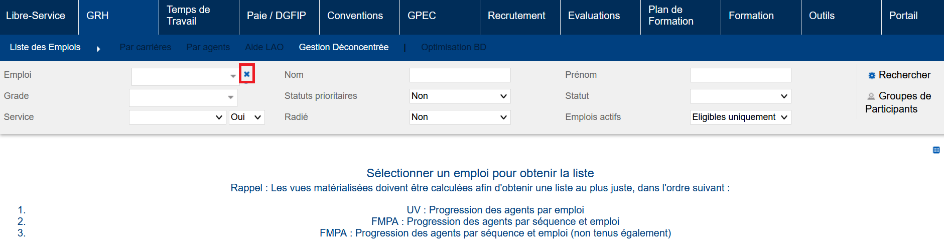 Libre-Service GRH Temps de Travail Paie / DGFIP Conventions GPEC Recrutement Evaluations Plan de Formation Formation Outils Portail
Liste des Emplois Par carrières Par agents Aide LAO Gestion Déconcentrée | Optimisation BD
Emploi Nom Prénom Rechercher
Grade Statuts prioritaires Non Statut Groupes de Participants
Service Oui Radié Non Emplois actifs Eligibles uniquement
Sélectionner un emploi pour obtenir la liste
Rappel : Les vues matérialisées doivent être calculées afin d'obtenir une liste au plus juste, dans l'ordre suivant :
1. UV : Progression des agents par emploi
2. FMPA : Progression des agents par séquence et emploi
3. FMPA : Progression des agents par séquence et emploi (non tenus également)